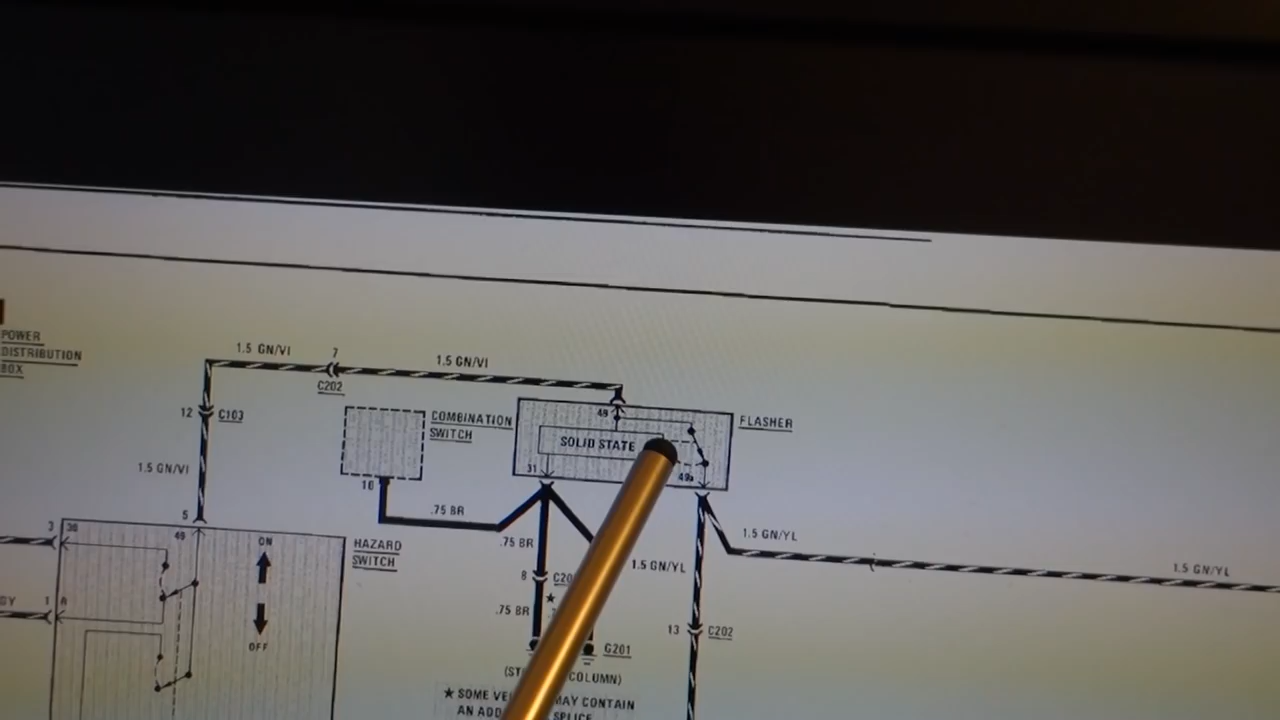 POWER
DISTRIBUTION
BOX
1.5 GN/VI
7
C202
1.5 GN/VI
12
C103
1.5 GN/VI
COMBINATION
SWITCH
10
.75 BR
49
SOLID STATE
31
49a
FLASHER
5
3
30
49
ON
OFF
HAZARD
SWITCH
GY
1
.75 BR
8
.75 BR
1.5 GN/YL
1.5 GN/YL
1.5 GN/YL
13
C202
G201
COLUMN)
★ SOME MAY CONTAIN
AN SPLICE